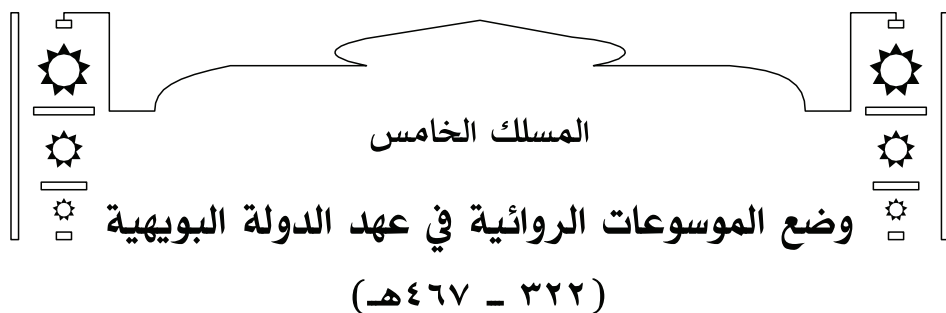 المسلك الخامس
وضع الموسوعات الروائية في عهد الدولة البويهية
(٣٢٢ ـ ٤٦٧هـ)